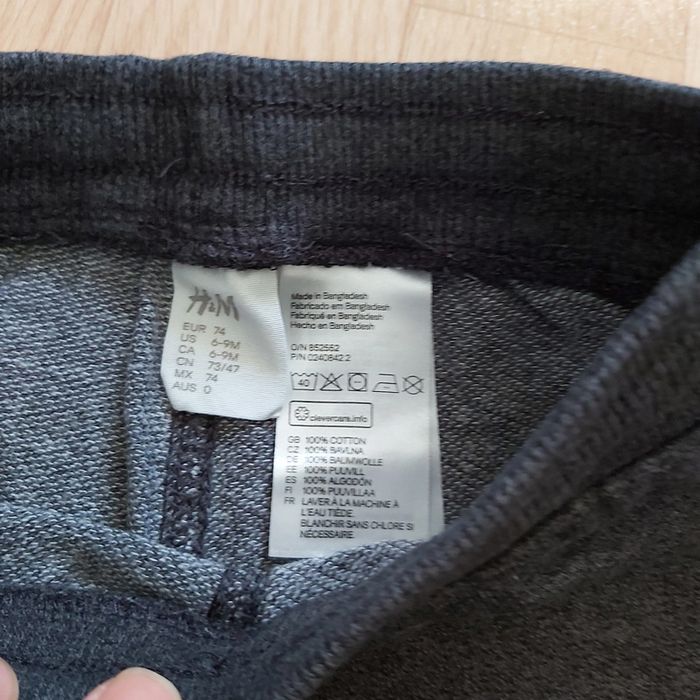 H&M
EUR 74
US 6-9M
CA 6-9M
CN 73/47
MX 74
AUS 0
Made in Bangladesh
Fabricado em Bangladesh
Fabriqué en Bangladesh
Hecho en Bangladesh
O/N 852552
P/N 0240842.2
40
clevercare.info
GB 100% COTTON
CZ 100% BAVLNA
DE 100% BAUMWOLLE
EE 100% PUUVILL
ES 100% ALGODÓN
FI 100% PUUVILLAA
FR LAVER À LA MACHINE À
L'EAU TIÈDE.
BLANCHIR SANS CHLORE SI
NÉCESSAIRE.